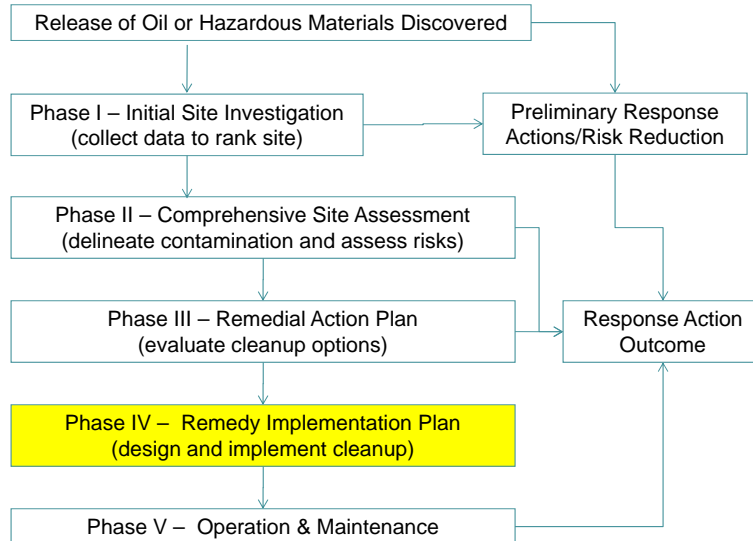 Release of Oil or Hazardous Materials Discovered
Phase I – Initial Site Investigation
(collect data to rank site)
Preliminary Response
Actions/Risk Reduction
Phase II – Comprehensive Site Assessment
(delineate contamination and assess risks)
Phase III – Remedial Action Plan
(evaluate cleanup options)
Response Action
Outcome
Phase IV – Remedy Implementation Plan
(design and implement cleanup)
Phase V – Operation & Maintenance